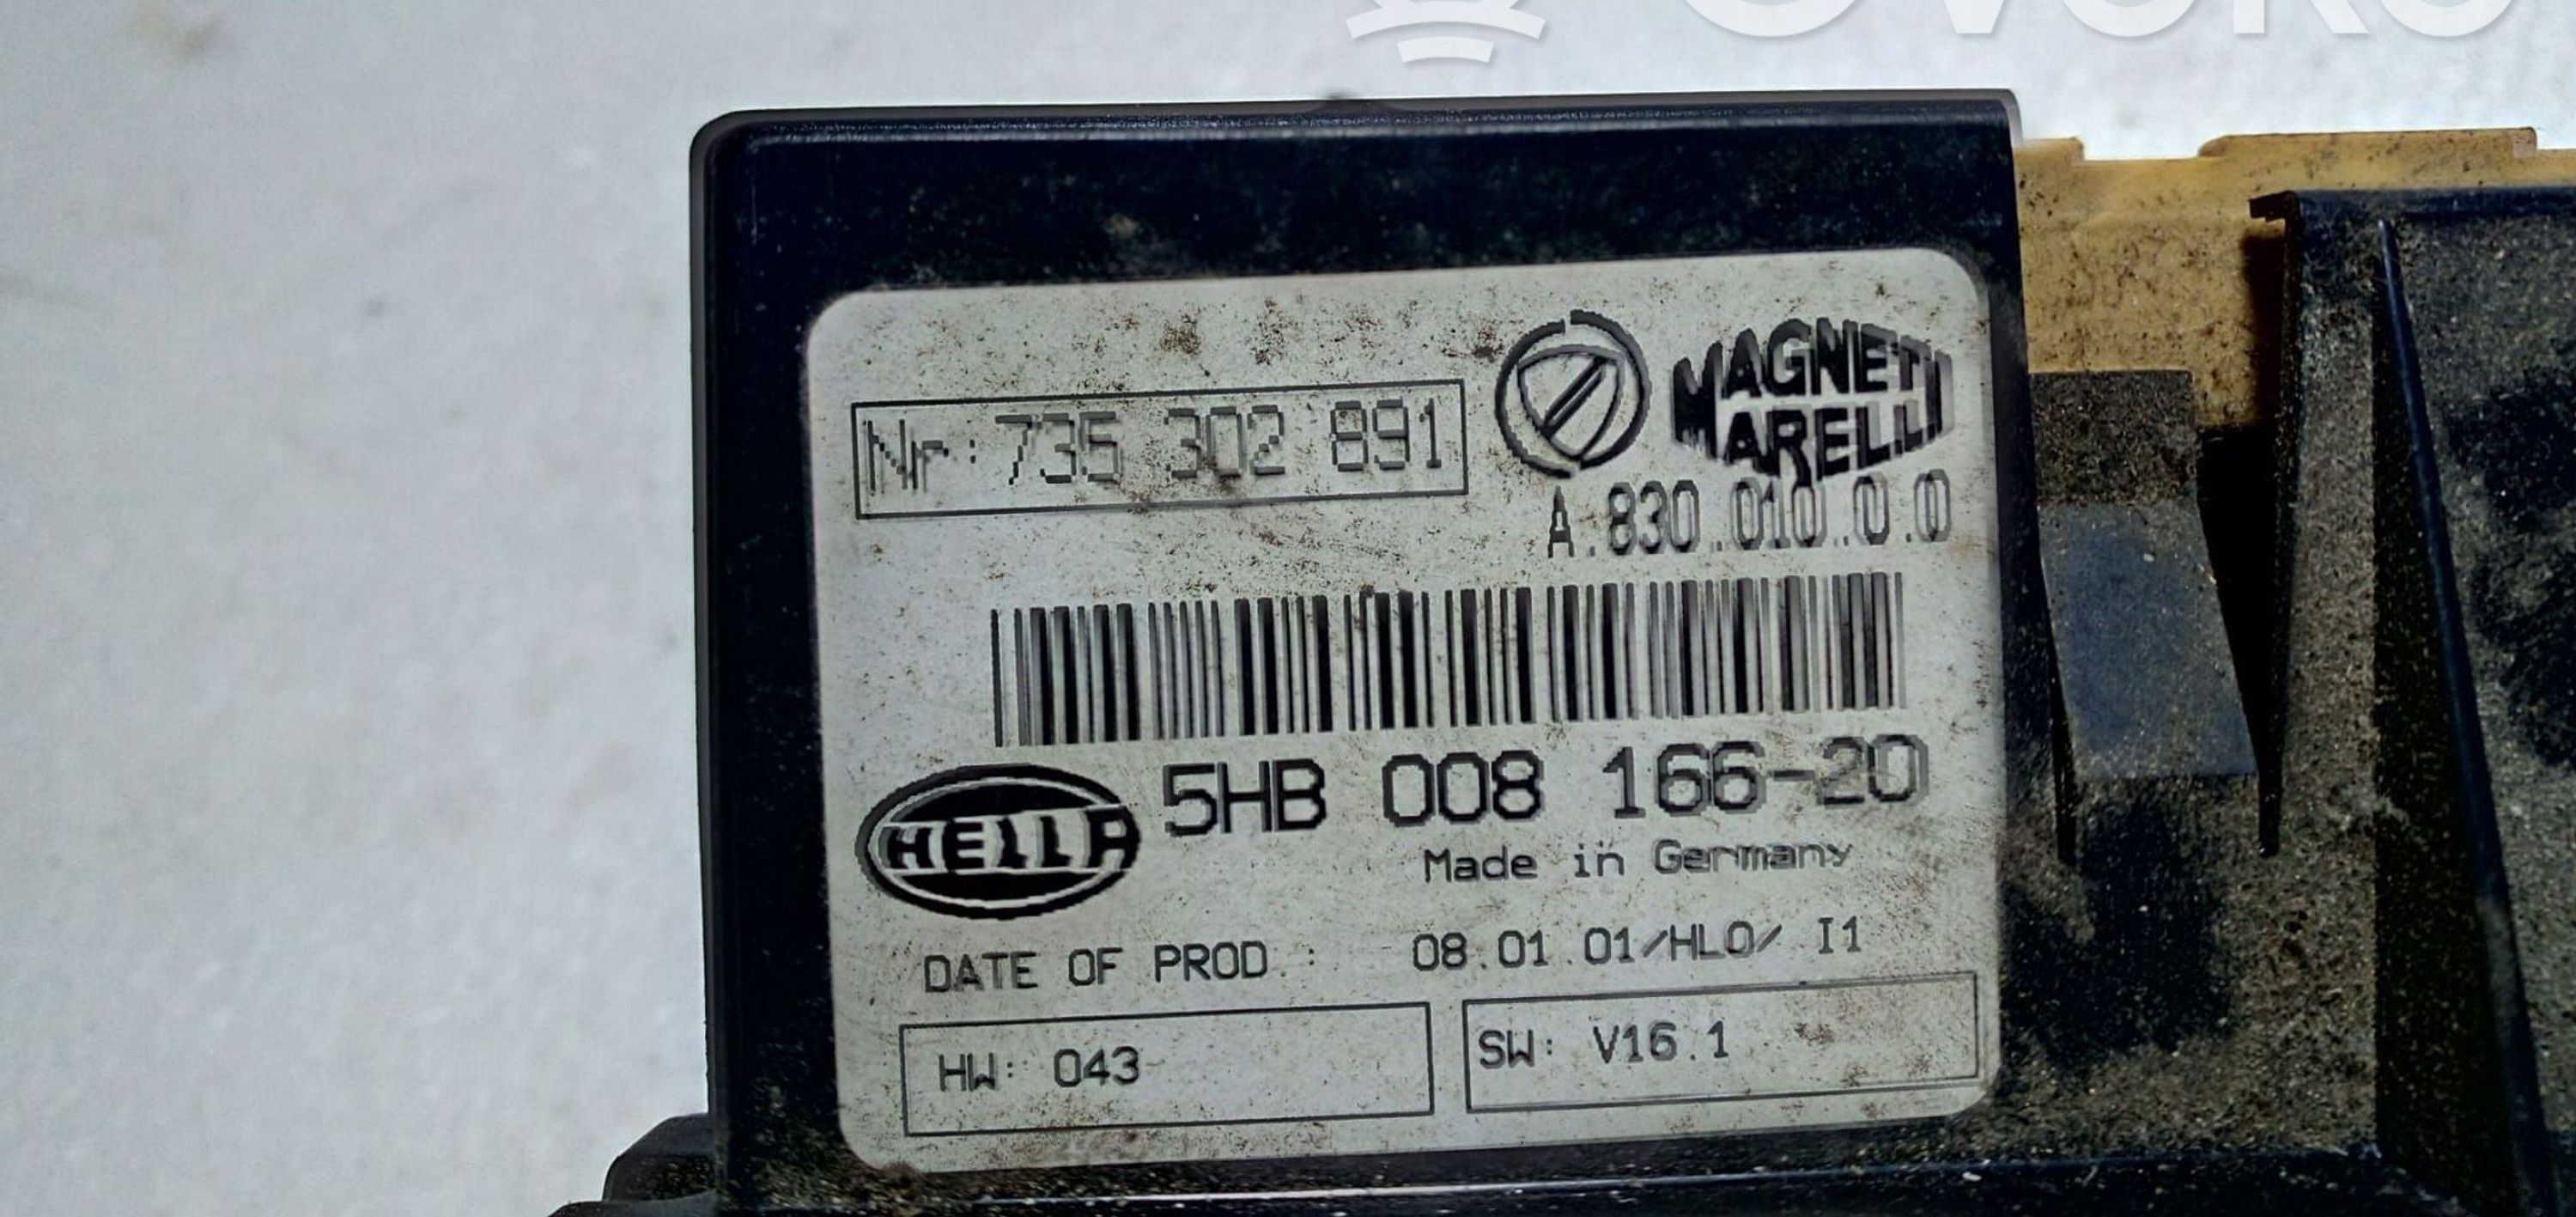 OVOKO
Nr: 735 302 891
MAGNETI
MARELLI
A.830.010.0.0
HELLA
5HB 008 166-20
Made in Germany
DATE OF PROD.: 08.01.01/HLO/ I1
HW: 043
SW: V16.1